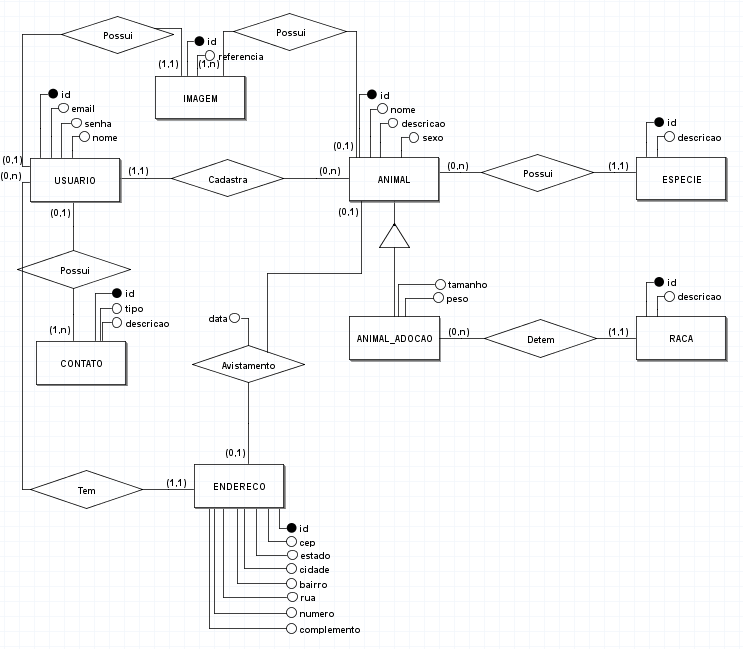 Possui
Possui
id
referencia
(1,1)
(1,n)
IMAGEM
id
email
senha
nome
id
nome
descricao
sexo
id
descricao
(0,1)
(0,1)
(0,n)
(1,1)
(0,n)
(0,n)
(1,1)
USUARIO
Cadastra
ANIMAL
Possui
ESPECIE
(0,1)
(0,1)
Possui
id
tipo
descricao
(1,n)
CONTATO
tamanho
peso
id
descricao
data
ANIMAL_ADOCAO
(0,n)
Detem
(1,1)
RACA
Avistamento
(0,1)
Tem
(1,1)
ENDERECO
id
cep
estado
cidade
bairro
rua
numero
complemento